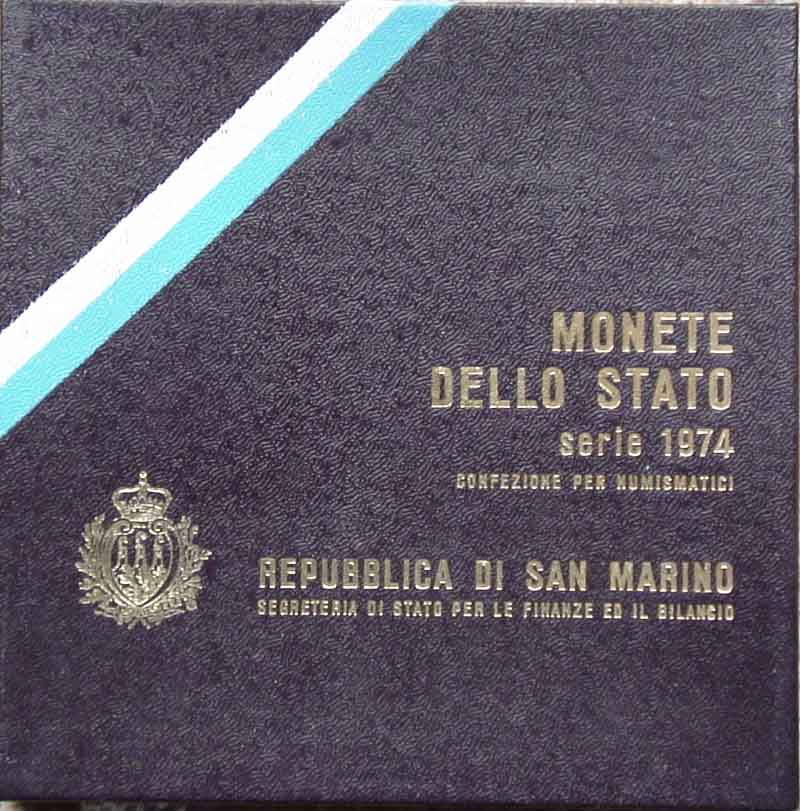 MONETE
DELLO STATO
serie 1974
CONFEZIONE PER NUMISMATICI
REPUBBLICA DI SAN MARINO
SEGRETERIA DI STATO PER LE FINANZE ED IL BILANCIO